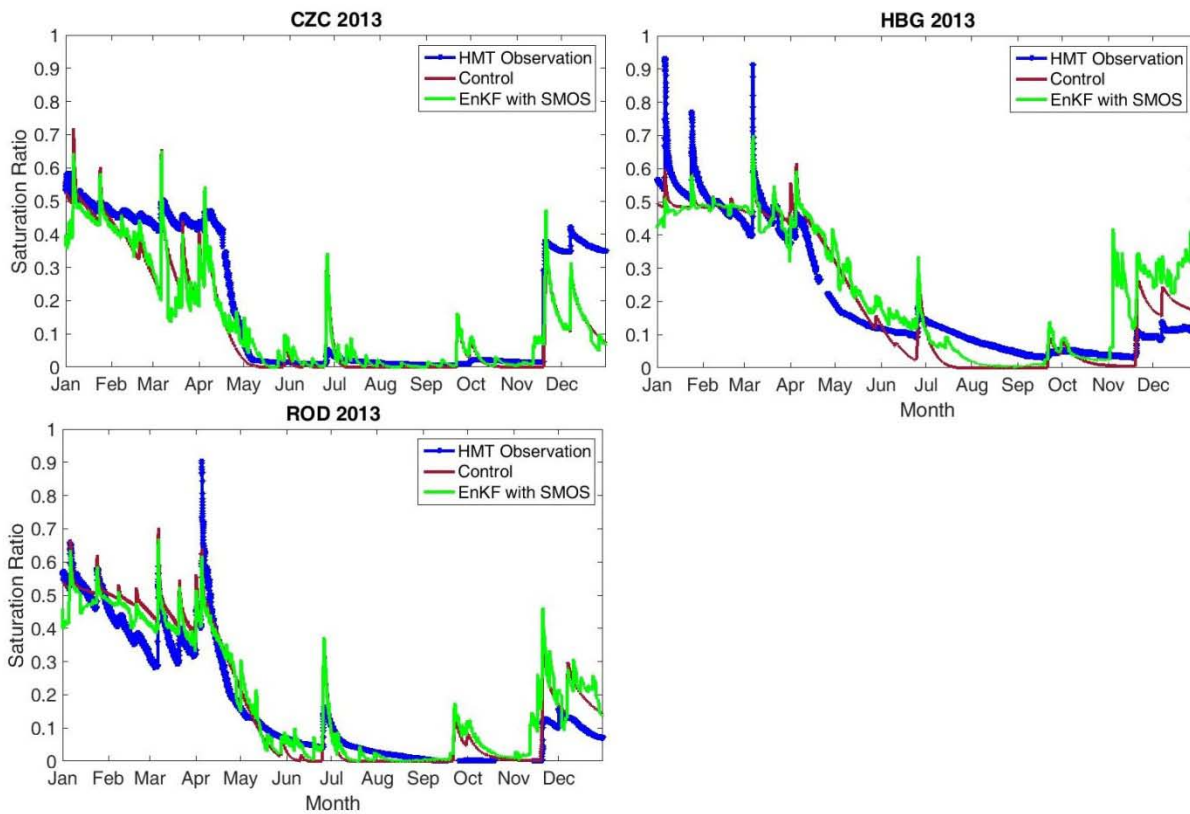 CZC 2013
1
0.9
0.8
0.7
0.6
0.5
0.4
0.3
0.2
0.1
0
Saturation Ratio
HMT Observation
Control
EnKF with SMOS
Jan Feb Mar Apr May Jun Jul Aug Sep Oct Nov Dec
HBG 2013
1
0.9
0.8
0.7
0.6
0.5
0.4
0.3
0.2
0.1
0
HMT Observation
Control
EnKF with SMOS
Jan Feb Mar Apr May Jun Jul Aug Sep Oct Nov Dec
Month
ROD 2013
1
0.9
0.8
0.7
0.6
0.5
0.4
0.3
0.2
0.1
0
Saturation Ratio
HMT Observation
Control
EnKF with SMOS
Jan Feb Mar Apr May Jun Jul Aug Sep Oct Nov Dec
Month